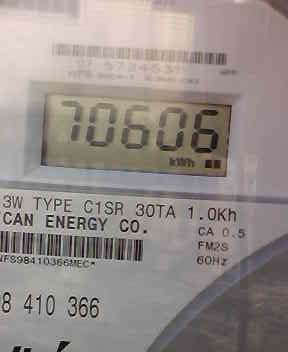 70606
kWh
3W TYPE C1SR 30TA 1.0Kh
CAN ENERGY CO.
CA 0.5
FM2S
NFS98410366MEC*
60Hz
8 410 366